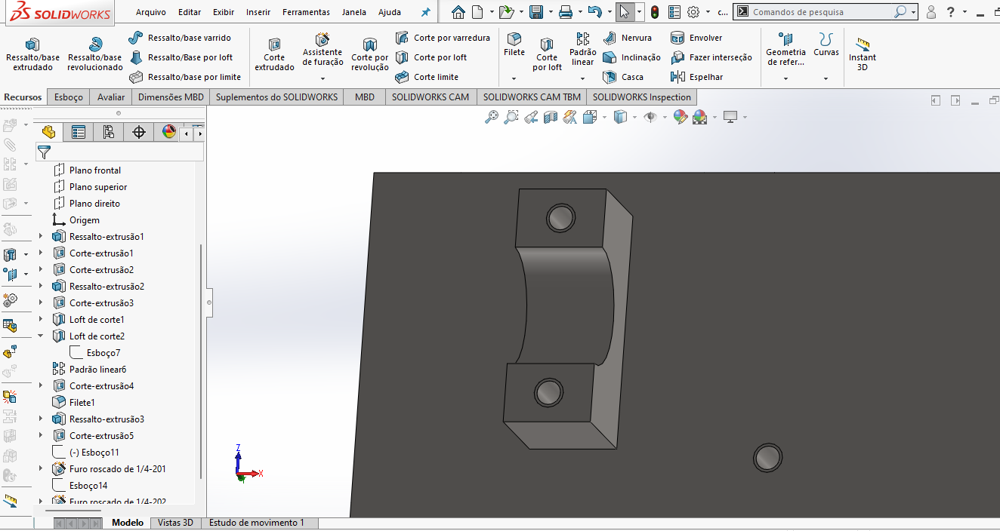 SOLIDWORKS Arquivo Editar Exibir Inserir Ferramentas Janela Ajuda c... Comandos de pesquisa ?
Ressalto/base extrudado
Ressalto/base revolucionado
Ressalto/base varrido
Ressalto/Base por loft
Ressalto/base por limite
Corte extrudado
Assistente de furação
Corte por revolução
Corte por varredura
Corte por loft
Corte limite
Filete
Corte por loft
Padrão linear
Nervura
Inclinação
Casca
Envolver
Fazer interseção
Espelhar
Geometria de refer...
Curvas
Instant 3D
Recursos Esboço Avaliar Dimensões MBD Suplementos do SOLIDWORKS MBD SOLIDWORKS CAM SOLIDWORKS CAM TBM SOLIDWORKS Inspection
Plano frontal
Plano superior
Plano direito
Origem
Ressalto-extrusão1
Corte-extrusão1
Corte-extrusão2
Ressalto-extrusão2
Corte-extrusão3
Loft de corte1
Loft de corte2
Esboço7
Padrão linear6
Corte-extrusão4
Filete1
Ressalto-extrusão3
Corte-extrusão5
(-) Esboço11
Furo roscado de 1/4-201
Esboço14
Furo roscado de 1/4-202
Z
X
Y
Modelo Vistas 3D Estudo de movimento 1